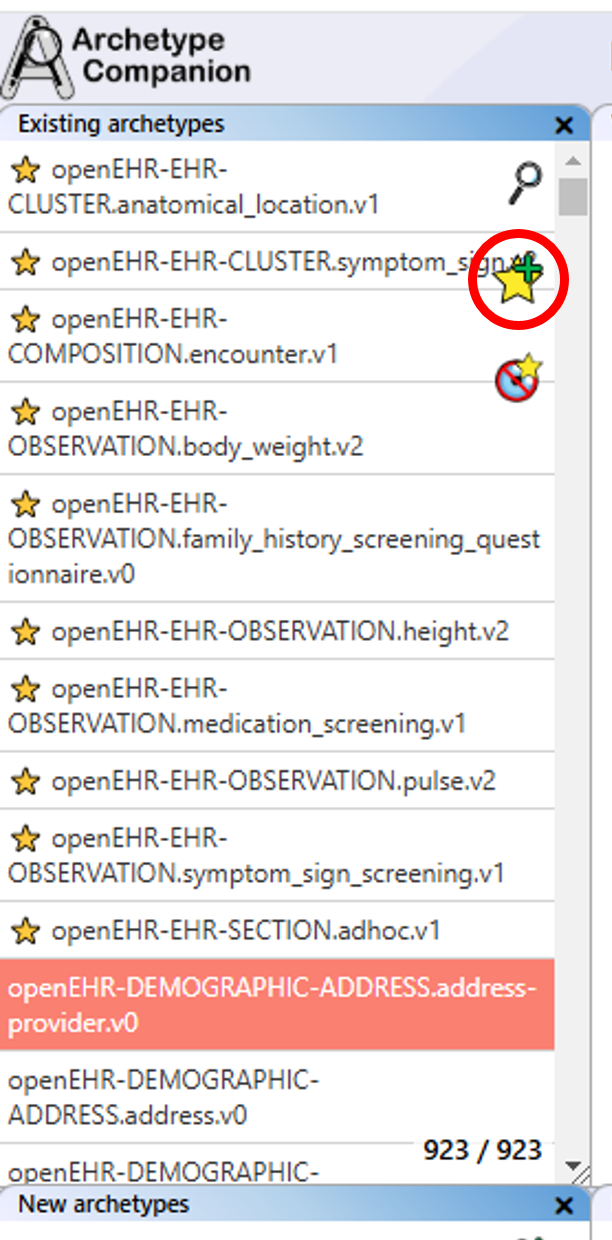 Archetype
Companion
Existing archetypes
openEHR-EHR-
CLUSTER.anatomical_location.v1
openEHR-EHR-CLUSTER.symptom_sign.
openEHR-EHR-
COMPOSITION.encounter.v1
openEHR-EHR-
OBSERVATION.body_weight.v2
openEHR-EHR-
OBSERVATION.family_history_screening_quest
ionnaire.v0
openEHR-EHR-OBSERVATION.height.v2
openEHR-EHR-
OBSERVATION.medication_screening.v1
openEHR-EHR-OBSERVATION.pulse.v2
openEHR-EHR-
OBSERVATION.symptom_sign_screening.v1
openEHR-EHR-SECTION.adhoc.v1
openEHR-DEMOGRAPHIC-ADDRESS.address-
provider.v0
openEHR-DEMOGRAPHIC-
ADDRESS.address.v0
923 / 923
openEHR-DEMOGRAPHIC-
New archetypes